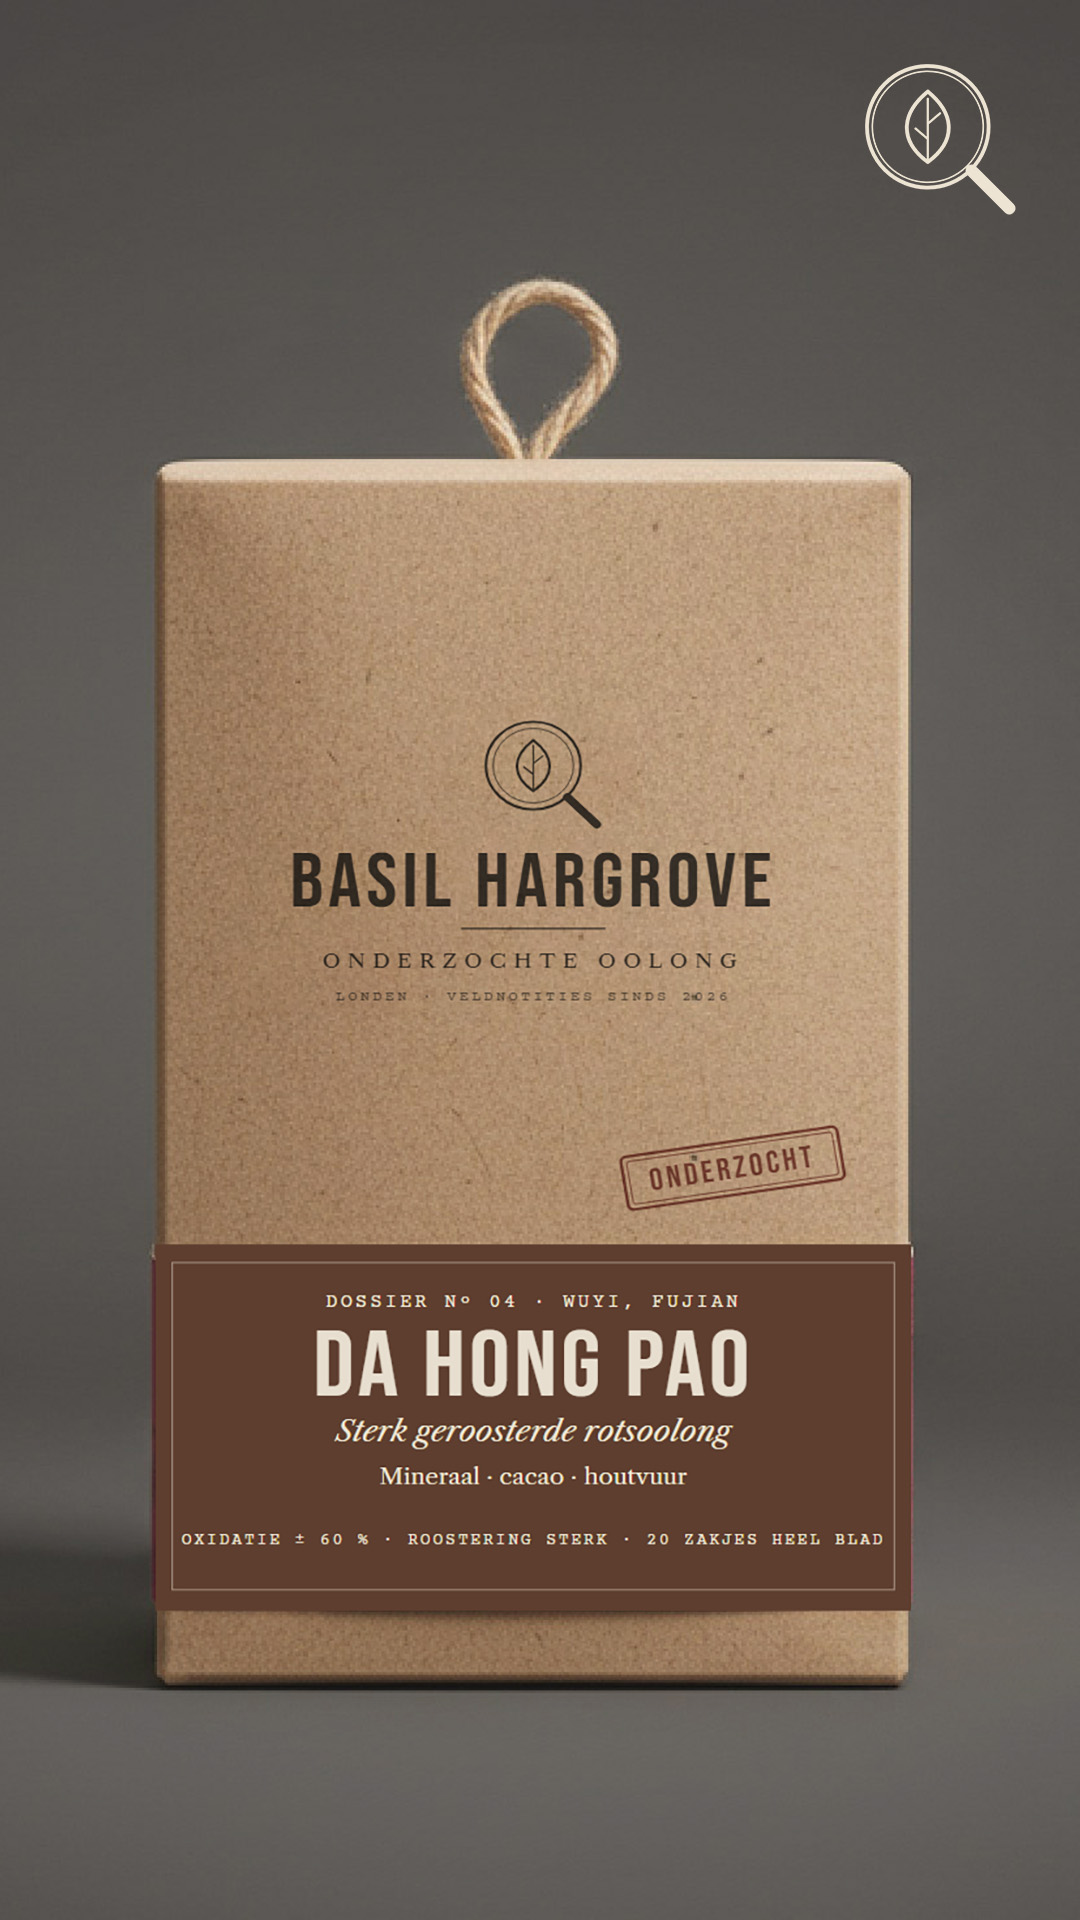 BASIL HARGROVE
ONDERZOCHTE OOLONG
LONDEN · VELDNOTITIES SINDS 2026
ONDERZOCHT
DOSSIER Nº 04 · WUYI, FUJIAN
DA HONG PAO
Sterk geroosterde rotsoolong
Mineraal · cacao · houtvuur
OXIDATIE ± 60 % · ROOSTERING STERK · 20 ZAKJES HEEL BLAD